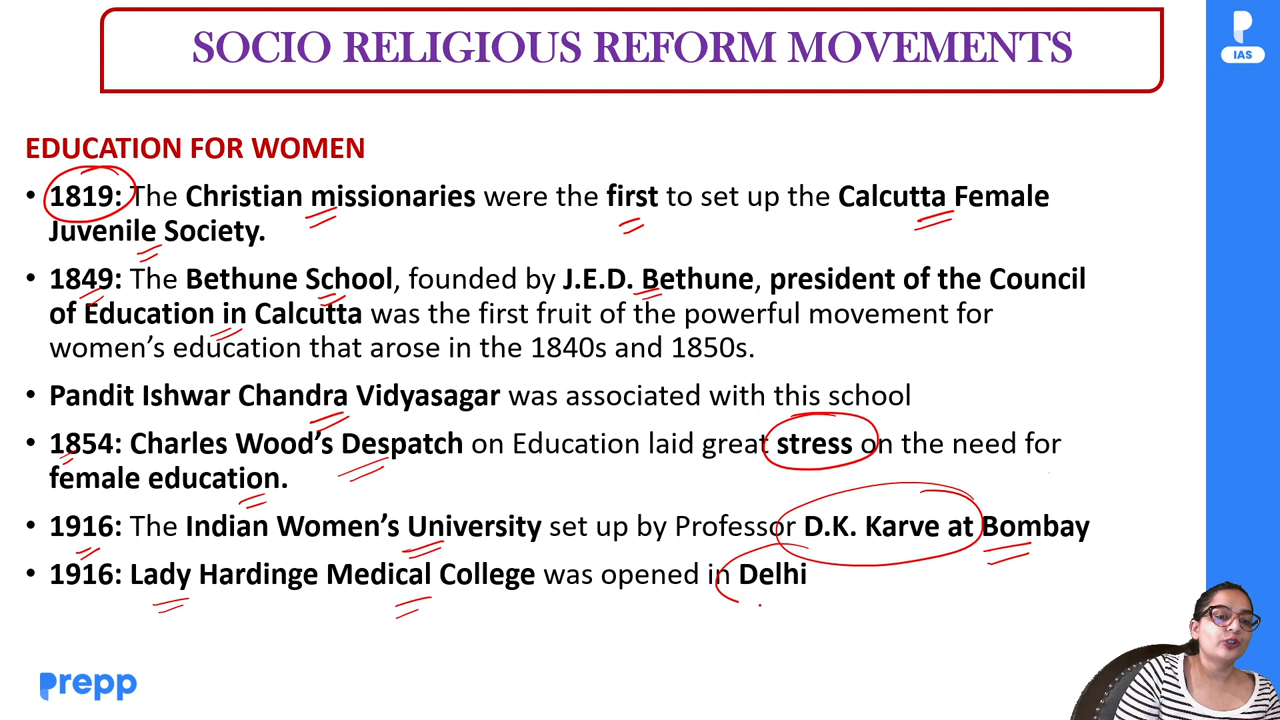 SOCIO RELIGIOUS REFORM MOVEMENTS
IAS
EDUCATION FOR WOMEN
• 1819: The Christian missionaries were the first to set up the Calcutta Female
Juvenile Society.
• 1849: The Bethune School, founded by J.E.D. Bethune, president of the Council
of Education in Calcutta was the first fruit of the powerful movement for
women's education that arose in the 1840s and 1850s.
• Pandit Ishwar Chandra Vidyasagar was associated with this school
• 1854: Charles Wood's Despatch on Education laid great stress on the need for
female education.
• 1916: The Indian Women's University set up by Professor D.K. Karve at Bombay
• 1916: Lady Hardinge Medical College was opened in Delhi
prepp